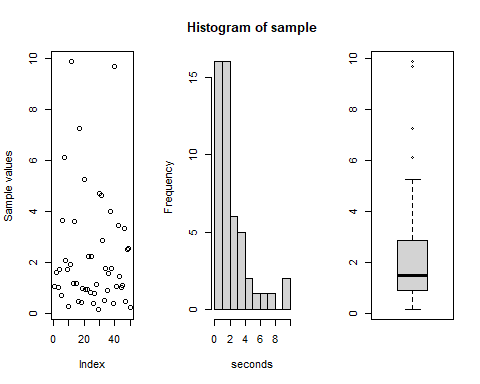 Histogram of sample
Sample values
0 2 4 6 8 10
0 20 40
Index
Frequency
0 5 10 15
0 2 4 6 8
seconds
0 2 4 6 8 10